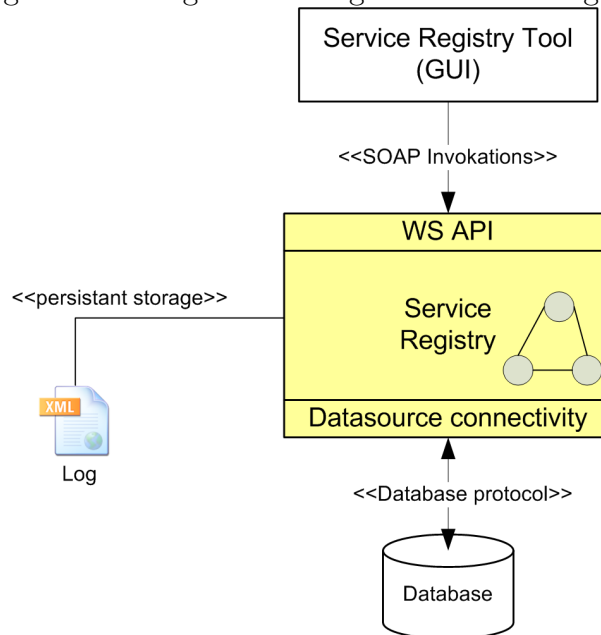 Service Registry Tool
(GUI)
<<SOAP Invokations>>
WS API
<<persistant storage>>
Service
Registry
XML
Log
Datasource connectivity
<<Database protocol>>
Database